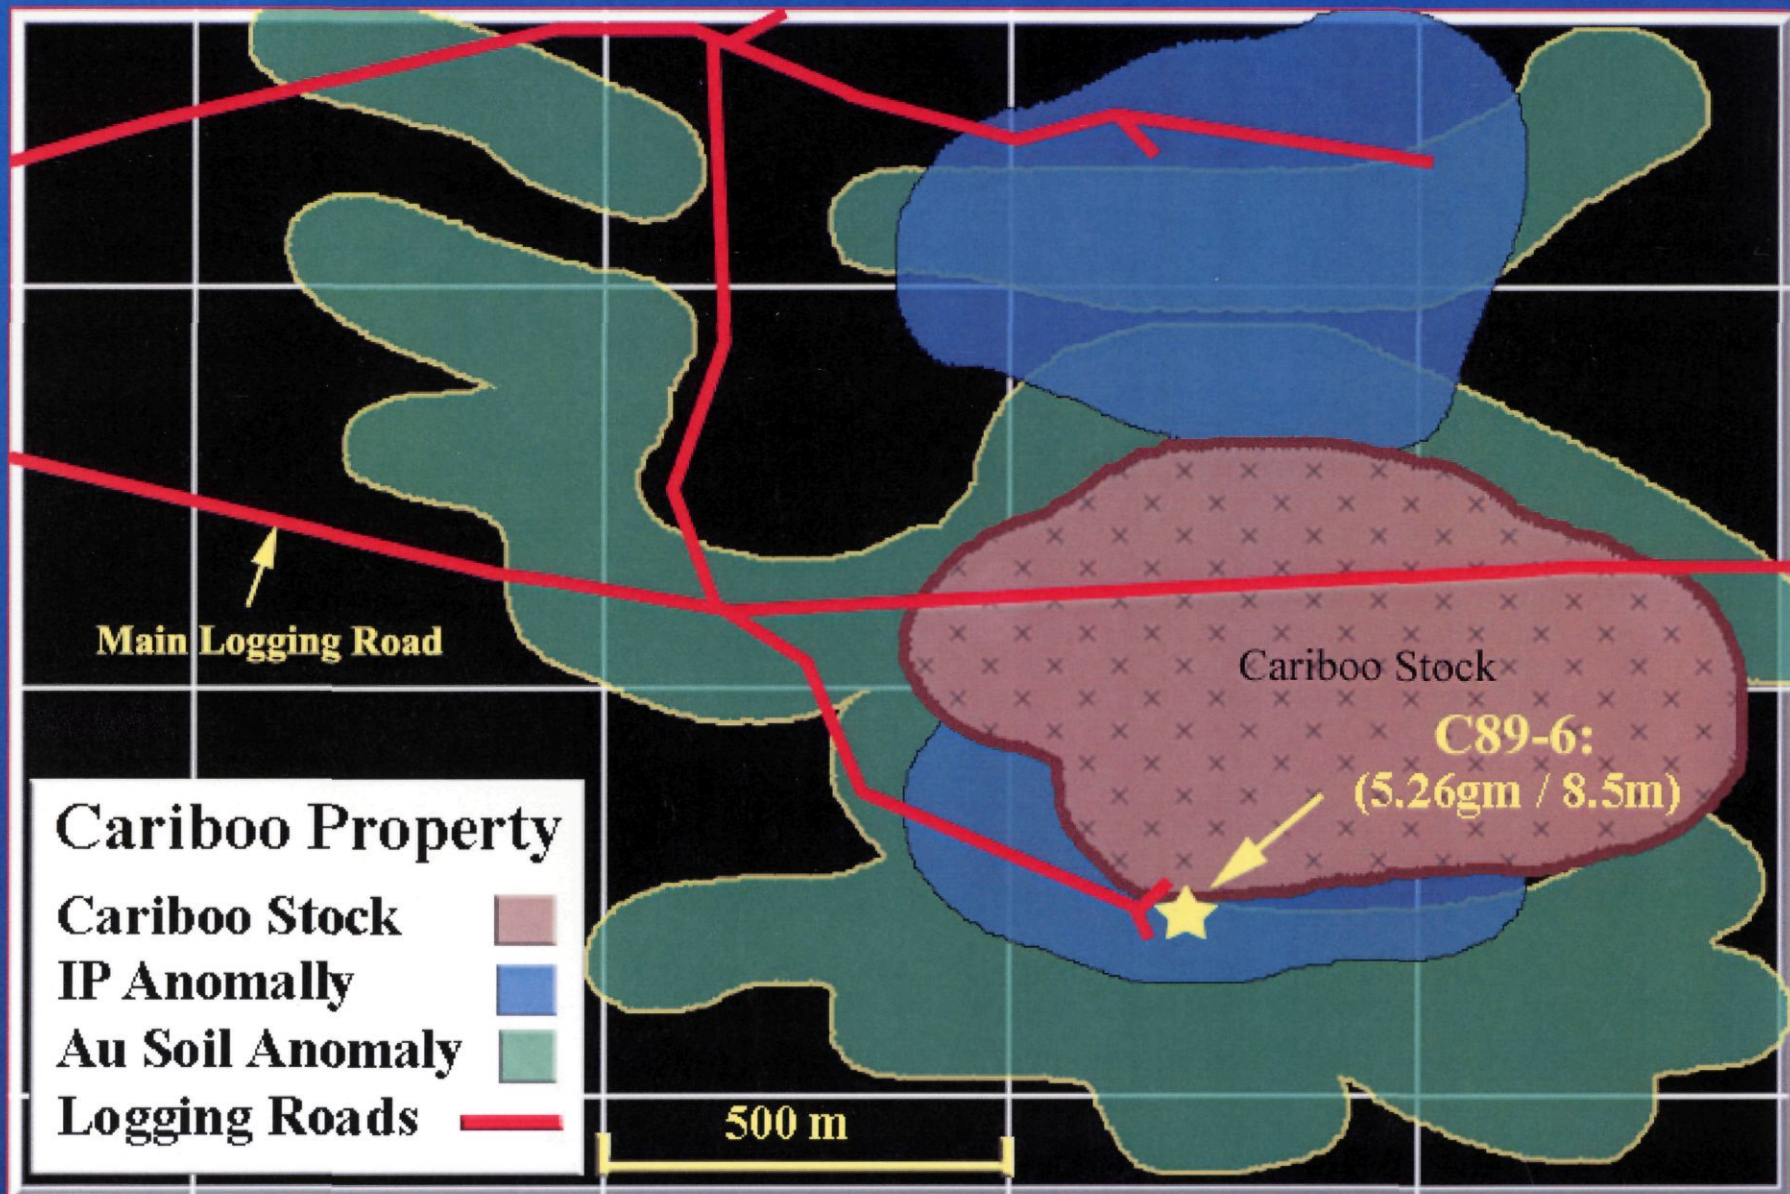 Main Logging Road
Cariboo Stock
C89-6:
(5.26gm / 8.5m)
Cariboo Property
Cariboo Stock
IP Anomally
Au Soil Anomaly
Logging Roads
500 m